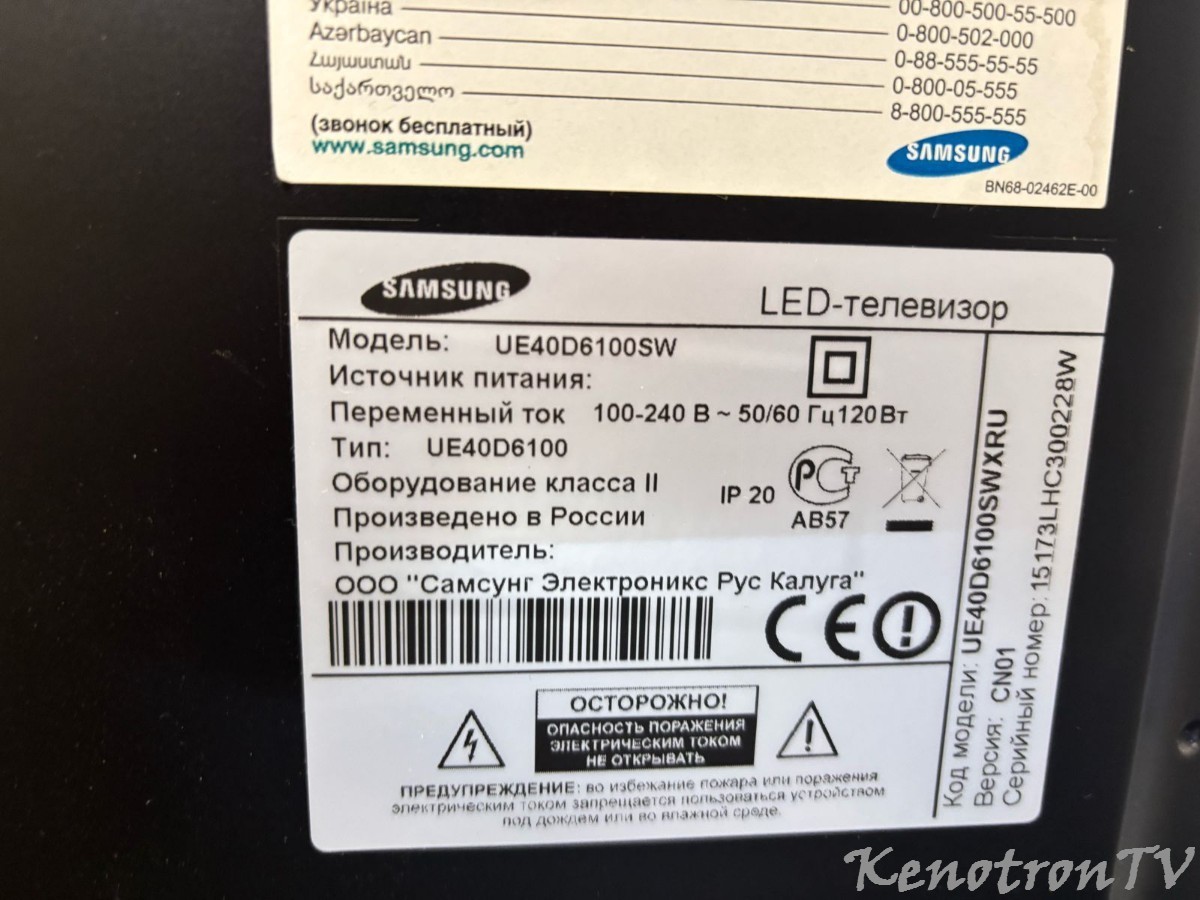 Україна 00-800-500-55-500
Azərbaycan 0-800-502-000
Հայաստան 0-88-555-55-55
საქართველო 0-800-05-555
8-800-555-555
(звонок бесплатный)
www.samsung.com
SAMSUNG
BN68-02462E-00
SAMSUNG
LED-телевизор
Модель: UE40D6100SW
Источник питания:
Переменный ток 100-240 В ~ 50/60 Гц 120 Вт
Тип: UE40D6100
Оборудование класса II
IP 20
РСТ
АВ57
Произведено в России
Производитель:
ООО "Самсунг Электроникс Рус Калуга"
CE
ОСТОРОЖНО!
ОПАСНОСТЬ ПОРАЖЕНИЯ
ЭЛЕКТРИЧЕСКИМ ТОКОМ
НЕ ОТКРЫВАТЬ
ПРЕДУПРЕЖДЕНИЕ: во избежание пожара или поражения
электрическим током запрещается пользоваться устройством
под дождем или во влажной среде.
Код модели: UE40D6100SWXRU
Версия: CN01
Серийный номер: 15173LHC300228W
KenotronTV